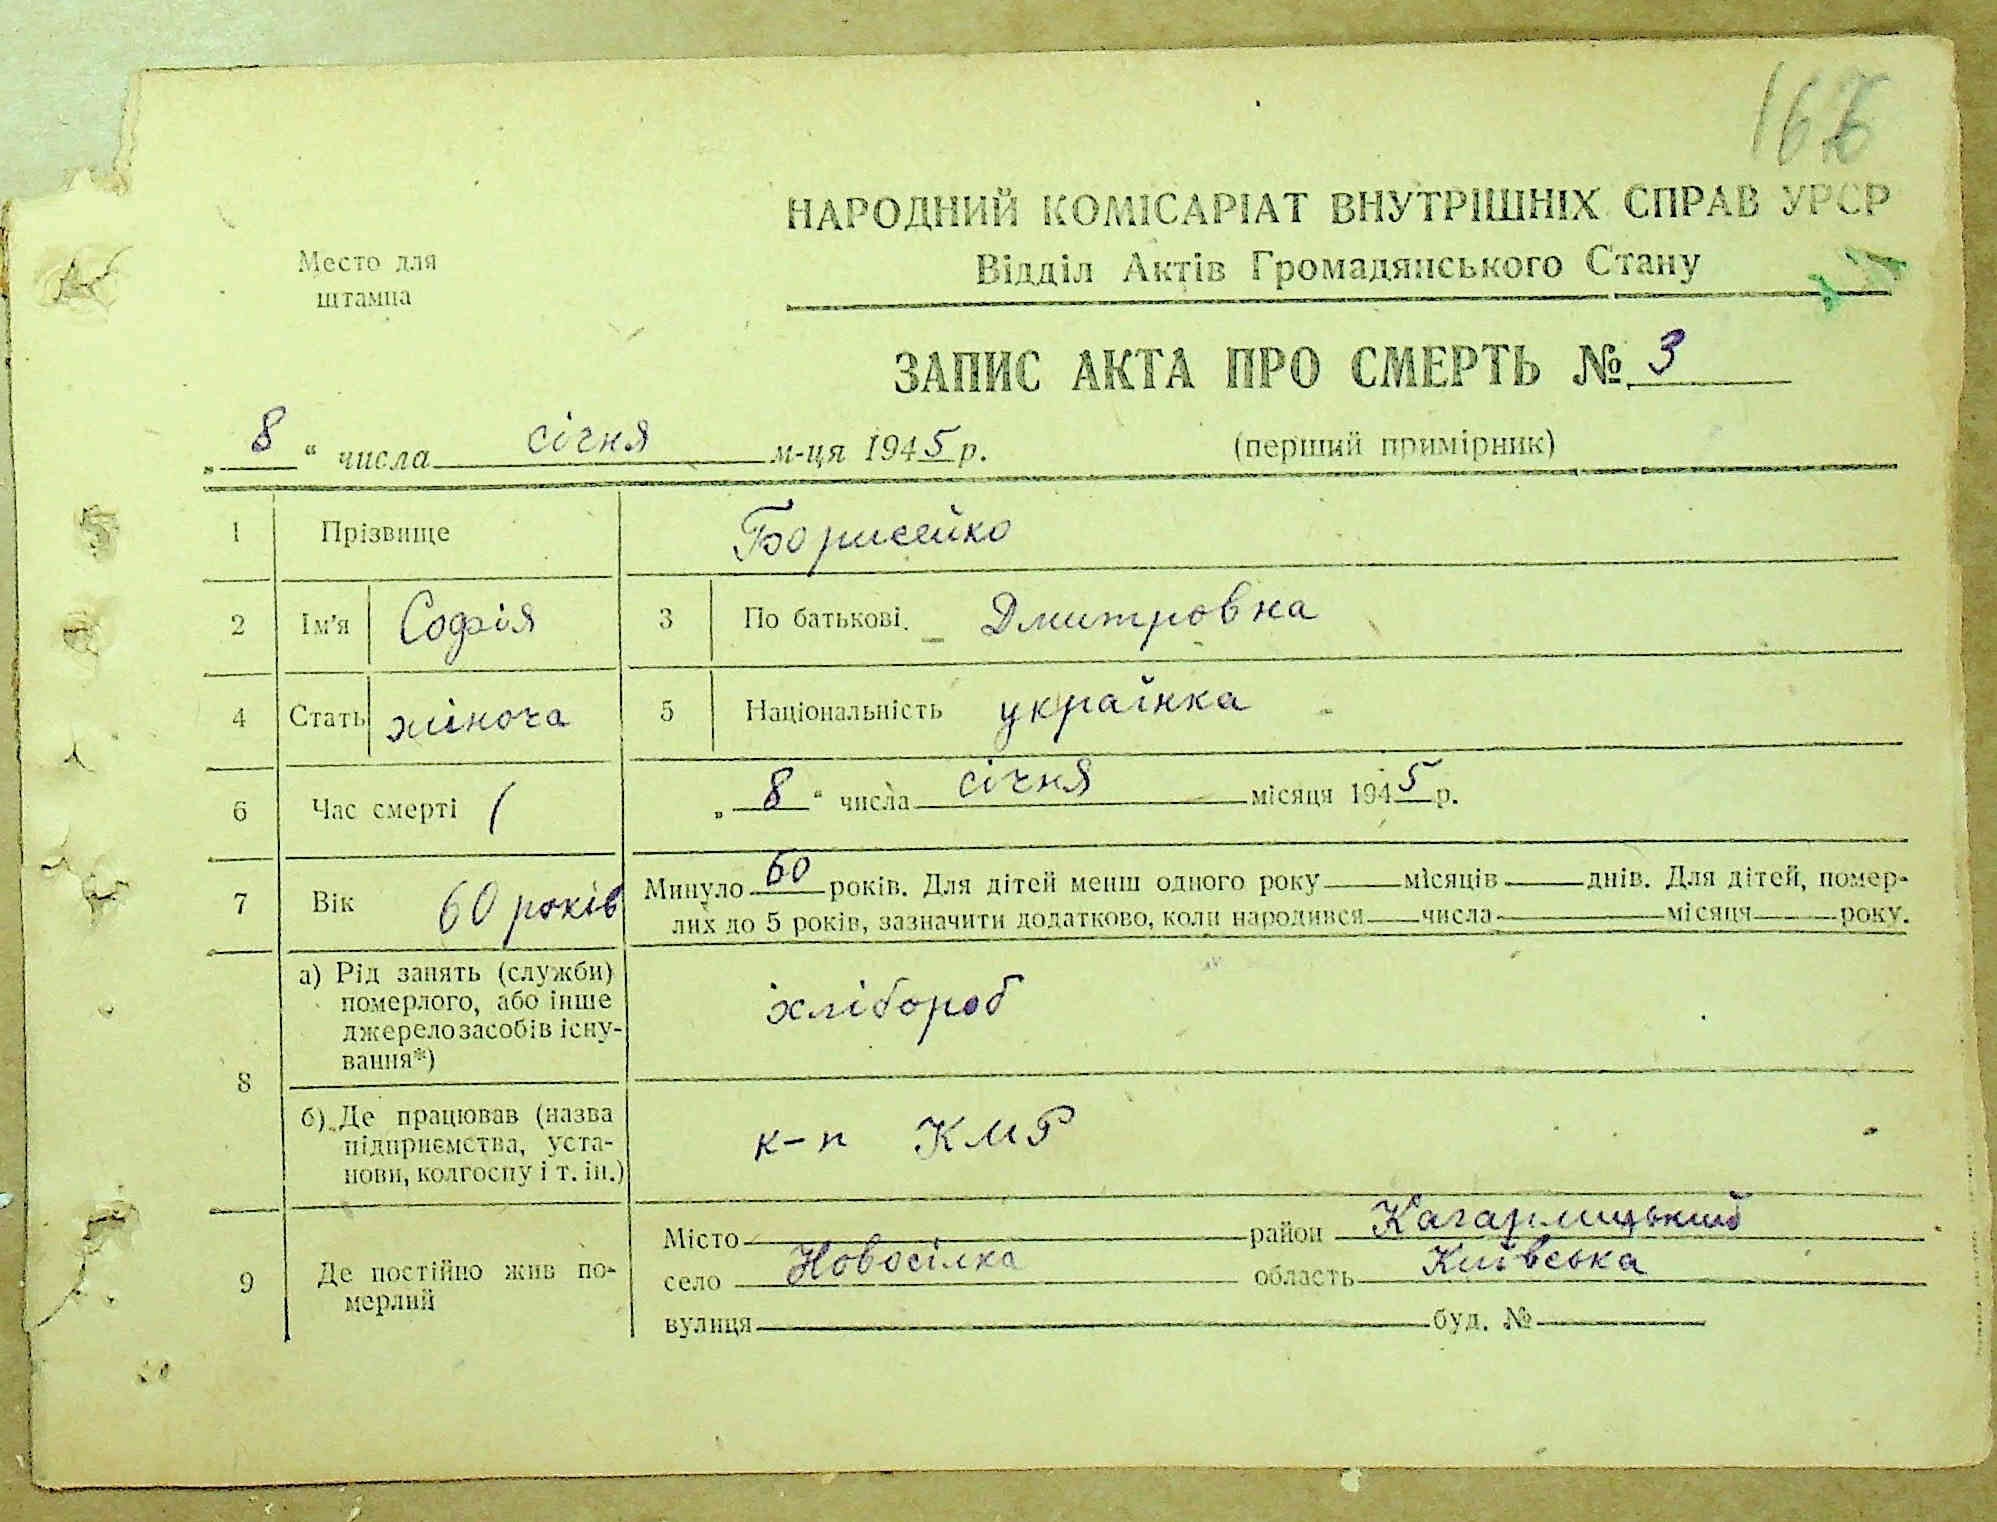 НАРОДНИЙ КОМІСАРІАТ ВНУТРІШНІХ СПРАВ УРСР
Відділ Актів Громадянського Стану
Место для
штампа
ЗАПИС АКТА ПРО СМЕРТЬ № 3
„ 8 “ числа січня м-ця 1945 р. (перший примірник)
1 Прізвище Борисейко
2 Ім’я Софія 3 По батькові. Дмитровна
4 Стать жіноча 5 Національність українка
6 Час смерті „ 8 “ числа січня місяця 1945 р.
7 Вік 60 років Минуло 60 років. Для дітей менш одного року місяців днів. Для дітей, помер-
лих до 5 років, зазначити додатково, коли народився числа місяця року.
8 а) Рід занять (служби)
померлого, або інше
джерело засобів існу-
вання*)
хлібороб
б) Де працював (назва
підприємства, уста-
нови, колгоспу і т. ін.)
к-п КМР
9 Де постійно жив по-
мерлий
Місто район Кагарлицький
село Новосілка область Київська
вулиця буд. №